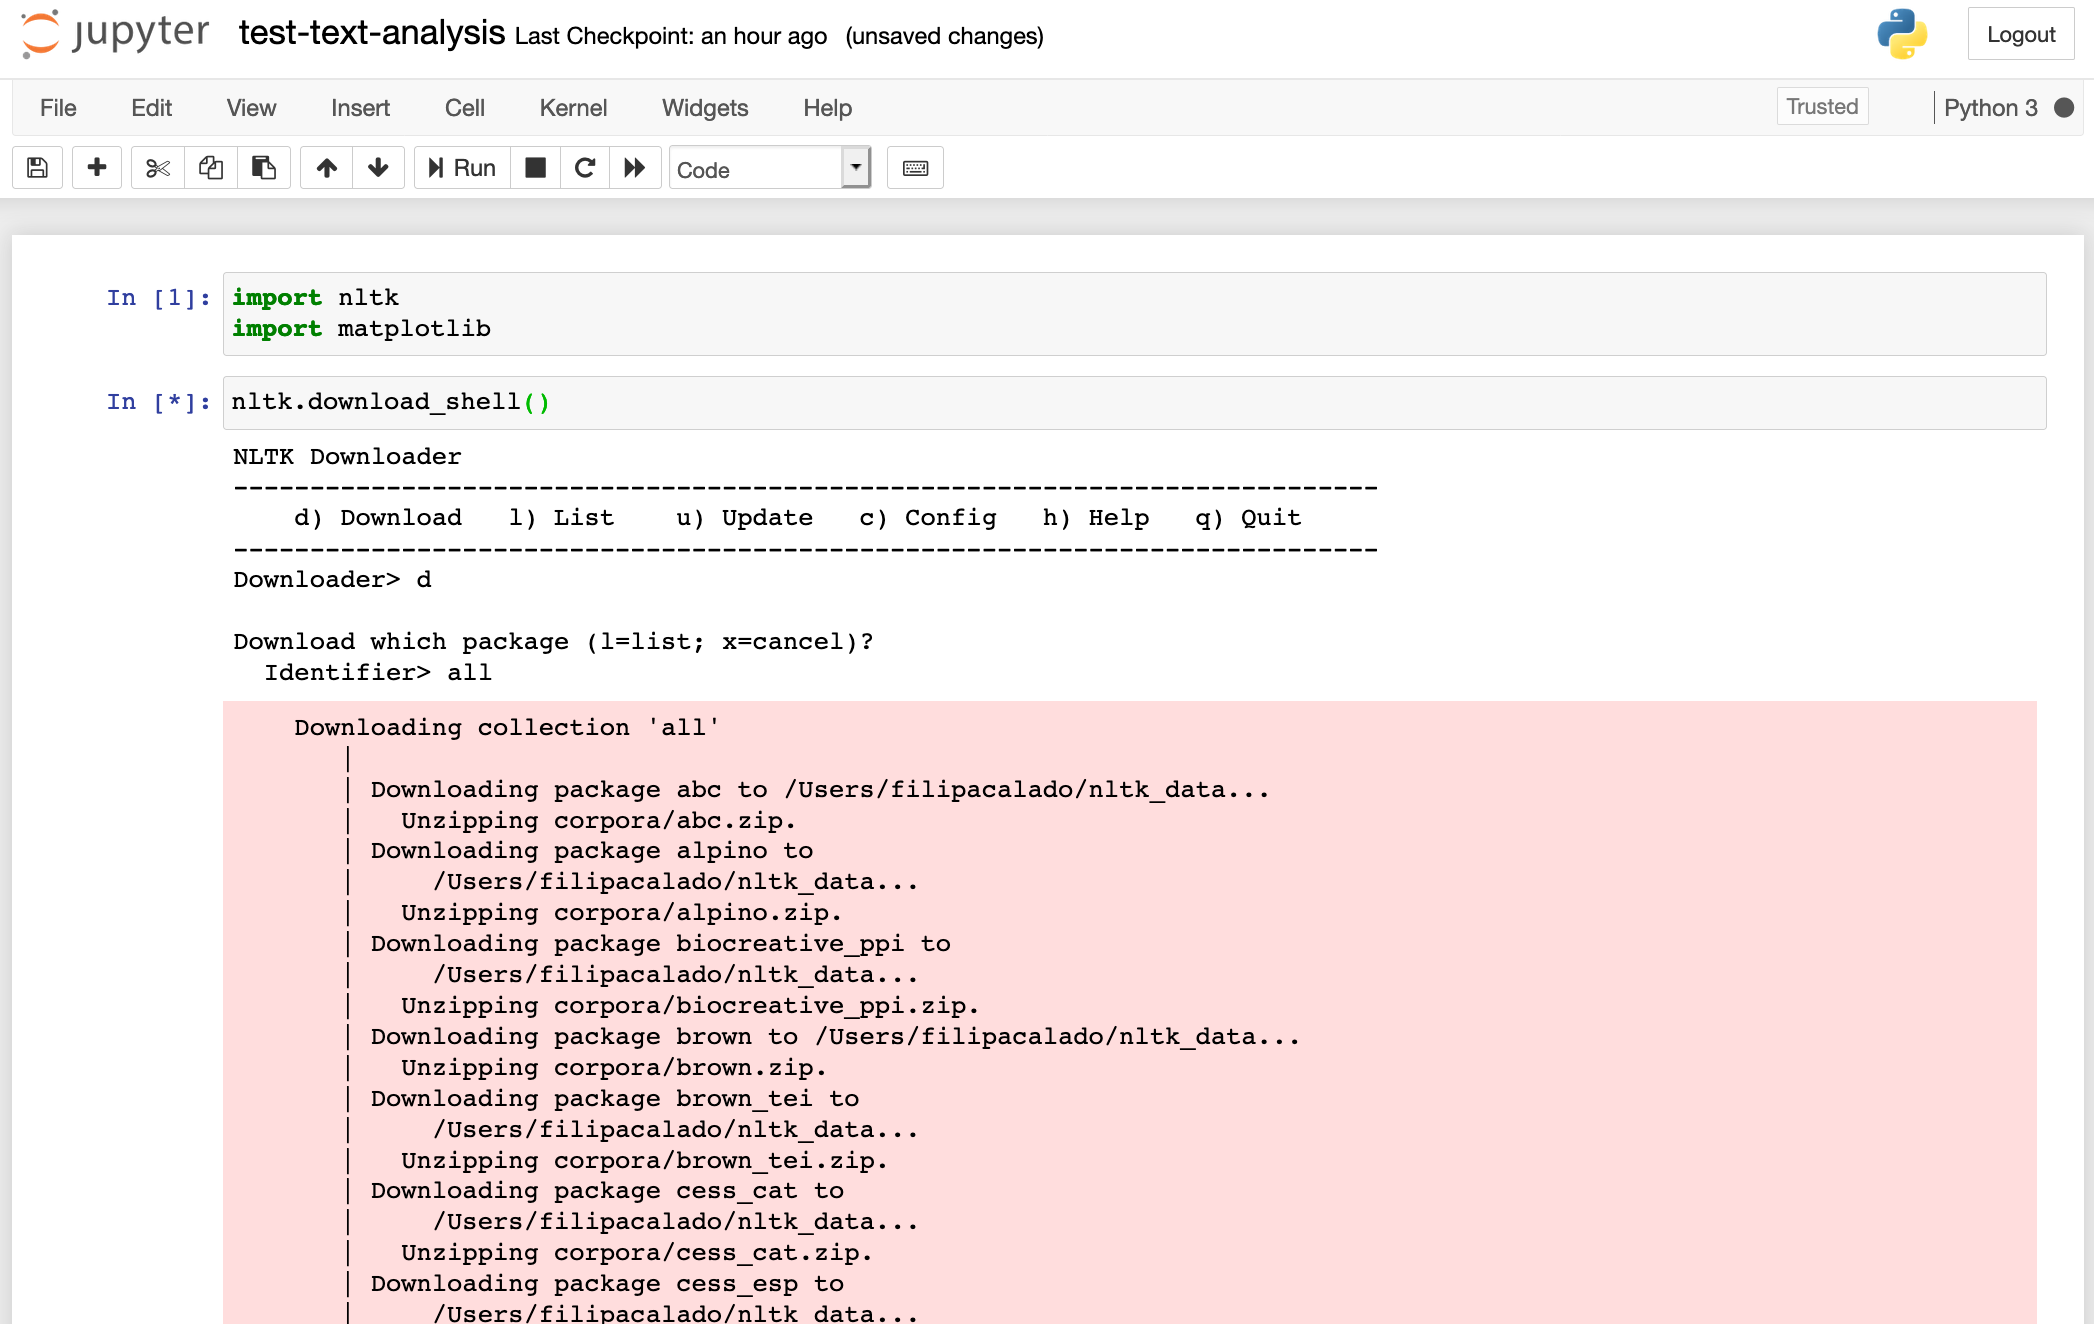 jupyter test-text-analysis Last Checkpoint: an hour ago (unsaved changes) Logout
File Edit View Insert Cell Kernel Widgets Help Trusted Python 3
Run Code
In [1]: import nltk
import matplotlib
In [*]: nltk.download_shell()
NLTK Downloader
---------------------------------------------------------------------------
    d) Download   l) List    u) Update   c) Config   h) Help   q) Quit
---------------------------------------------------------------------------
Downloader> d
Download which package (l=list; x=cancel)?
  Identifier> all
    Downloading collection 'all'
       |
       | Downloading package abc to /Users/filipacalado/nltk_data...
       |   Unzipping corpora/abc.zip.
       | Downloading package alpino to
       |     /Users/filipacalado/nltk_data...
       |   Unzipping corpora/alpino.zip.
       | Downloading package biocreative_ppi to
       |     /Users/filipacalado/nltk_data...
       |   Unzipping corpora/biocreative_ppi.zip.
       | Downloading package brown to /Users/filipacalado/nltk_data...
       |   Unzipping corpora/brown.zip.
       | Downloading package brown_tei to
       |     /Users/filipacalado/nltk_data...
       |   Unzipping corpora/brown_tei.zip.
       | Downloading package cess_cat to
       |     /Users/filipacalado/nltk_data...
       |   Unzipping corpora/cess_cat.zip.
       | Downloading package cess_esp to
       |     /Users/filipacalado/nltk_data...